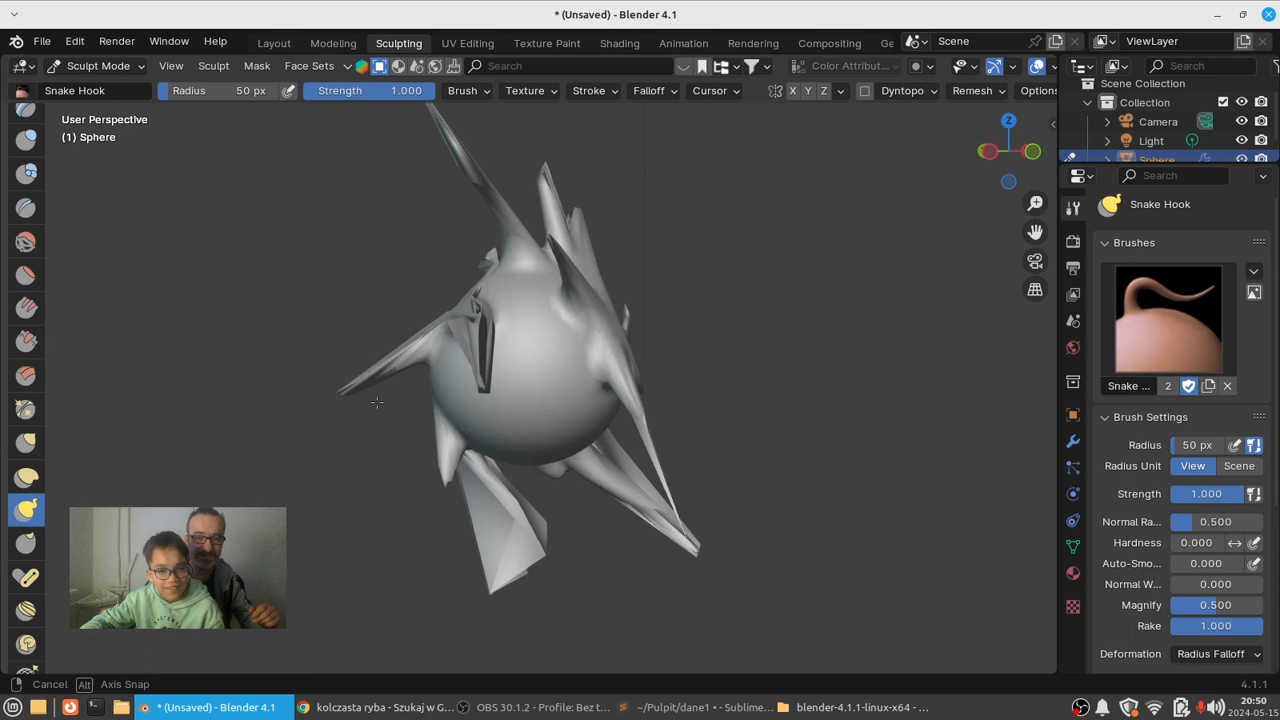 * (Unsaved) - Blender 4.1
File Edit Render Window Help Layout Modeling Sculpting UV Editing Texture Paint Shading Animation Rendering Compositing Ge Scene ViewLayer
Sculpt Mode View Sculpt Mask Face Sets Search Color Attribut... Search
Snake Hook Radius 50 px Strength 1.000 Brush Texture Stroke Falloff Cursor X Y Z Dyntopo Remesh Options
Scene Collection
Collection
Camera
Light
Sphere
User Perspective
(1) Sphere
Z
Search
Snake Hook
Brushes
Snake ... 2
Brush Settings
Radius 50 px
Radius Unit View Scene
Strength 1.000
Normal Ra... 0.500
Hardness 0.000
Auto-Smo... 0.000
Normal W... 0.000
Magnify 0.500
Rake 1.000
Deformation Radius Falloff
Cancel Alt Axis Snap 4.1.1
* (Unsaved) - Blender 4.1 kolczasta ryba - Szukaj w G... OBS 30.1.2 - Profile: Bez t... ~/Pulpit/dane1 • - Sublime... blender-4.1.1-linux-x64 - ... 20:50
2024-05-15